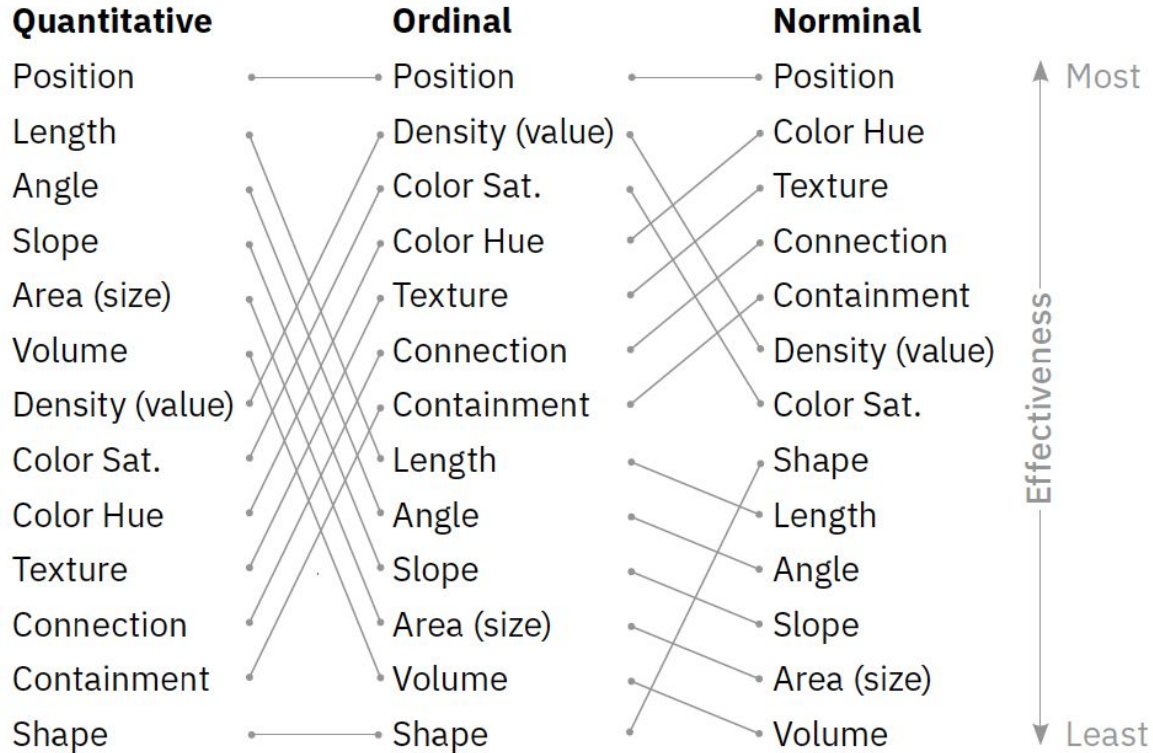 Quantitative Ordinal Norminal
Position Position Position Most
Length Density (value) Color Hue
Angle Color Sat. Texture
Slope Color Hue Connection
Area (size) Texture Containment
Volume Connection Density (value)
Density (value) Containment Color Sat.
Color Sat. Length Shape
Color Hue Angle Length
Texture Slope Angle
Connection Area (size) Slope
Containment Volume Area (size)
Shape Shape Volume Least
Effectiveness